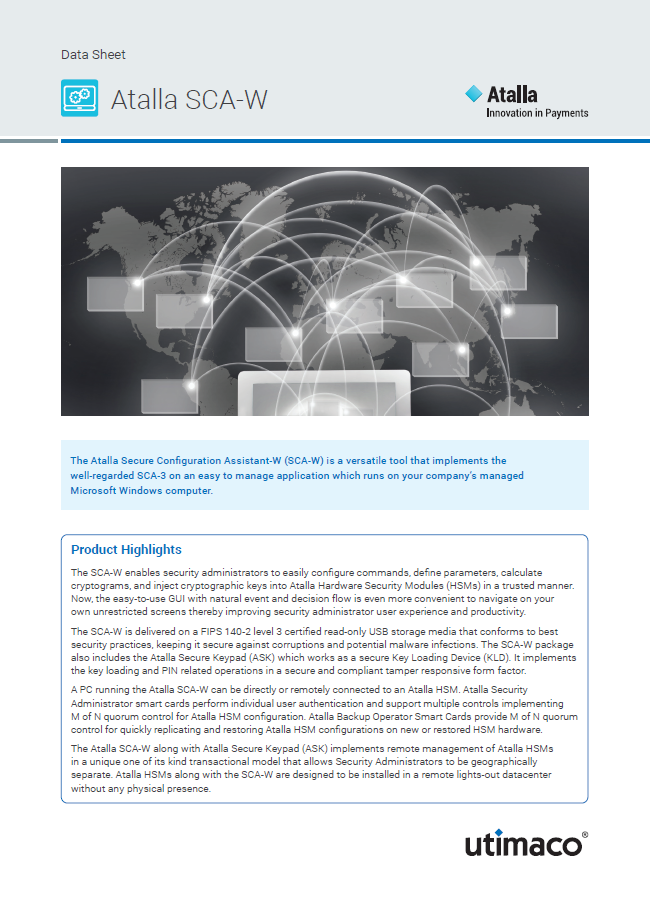 Data Sheet
Atalla SCA-W
Atalla
Innovation in Payments
The Atalla Secure Configuration Assistant-W (SCA-W) is a versatile tool that implements the
well-regarded SCA-3 on an easy to manage application which runs on your company's managed
Microsoft Windows computer.
Product Highlights
The SCA-W enables security administrators to easily configure commands, define parameters, calculate
cryptograms, and inject cryptographic keys into Atalla Hardware Security Modules (HSMs) in a trusted manner.
Now, the easy-to-use GUI with natural event and decision flow is even more convenient to navigate on your
own unrestricted screens thereby improving security administrator user experience and productivity.
The SCA-W is delivered on a FIPS 140-2 level 3 certified read-only USB storage media that conforms to best
security practices, keeping it secure against corruptions and potential malware infections. The SCA-W package
also includes the Atalla Secure Keypad (ASK) which works as a secure Key Loading Device (KLD). It implements
the key loading and PIN related operations in a secure and compliant tamper responsive form factor.
A PC running the Atalla SCA-W can be directly or remotely connected to an Atalla HSM. Atalla Security
Administrator smart cards perform individual user authentication and support multiple controls implementing
M of N quorum control for Atalla HSM configuration. Atalla Backup Operator Smart Cards provide M of N quorum
control for quickly replicating and restoring Atalla HSM configurations on new or restored HSM hardware.
The Atalla SCA-W along with Atalla Secure Keypad (ASK) implements remote management of Atalla HSMs
in a unique one of its kind transactional model that allows Security Administrators to be geographically
separate. Atalla HSMs along with the SCA-W are designed to be installed in a remote lights-out datacenter
without any physical presence.
utimaco®